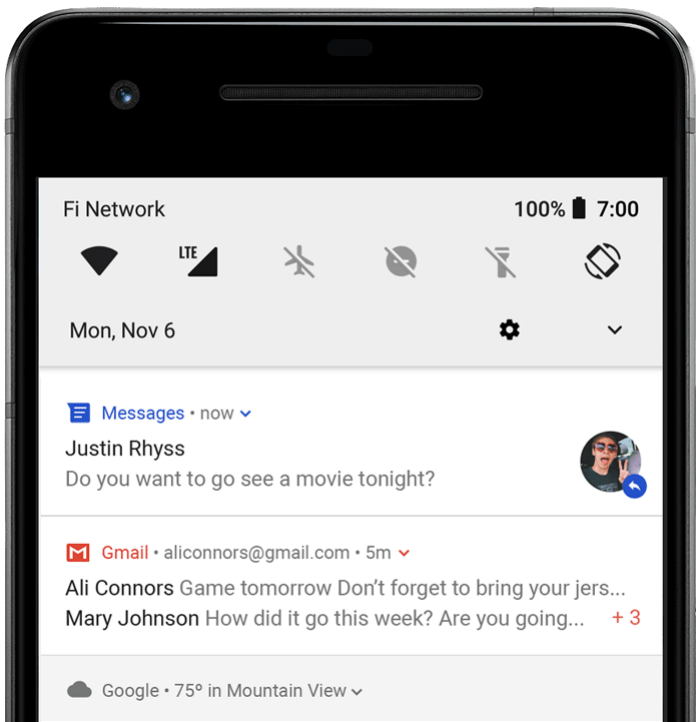 Fi Network 100% 7:00
LTE
Mon, Nov 6
Messages • now
Justin Rhyss
Do you want to go see a movie tonight?
Gmail • aliconnors@gmail.com • 5m
Ali Connors Game tomorrow Don’t forget to bring your jers...
Mary Johnson How did it go this week? Are you going... + 3
Google • 75º in Mountain View